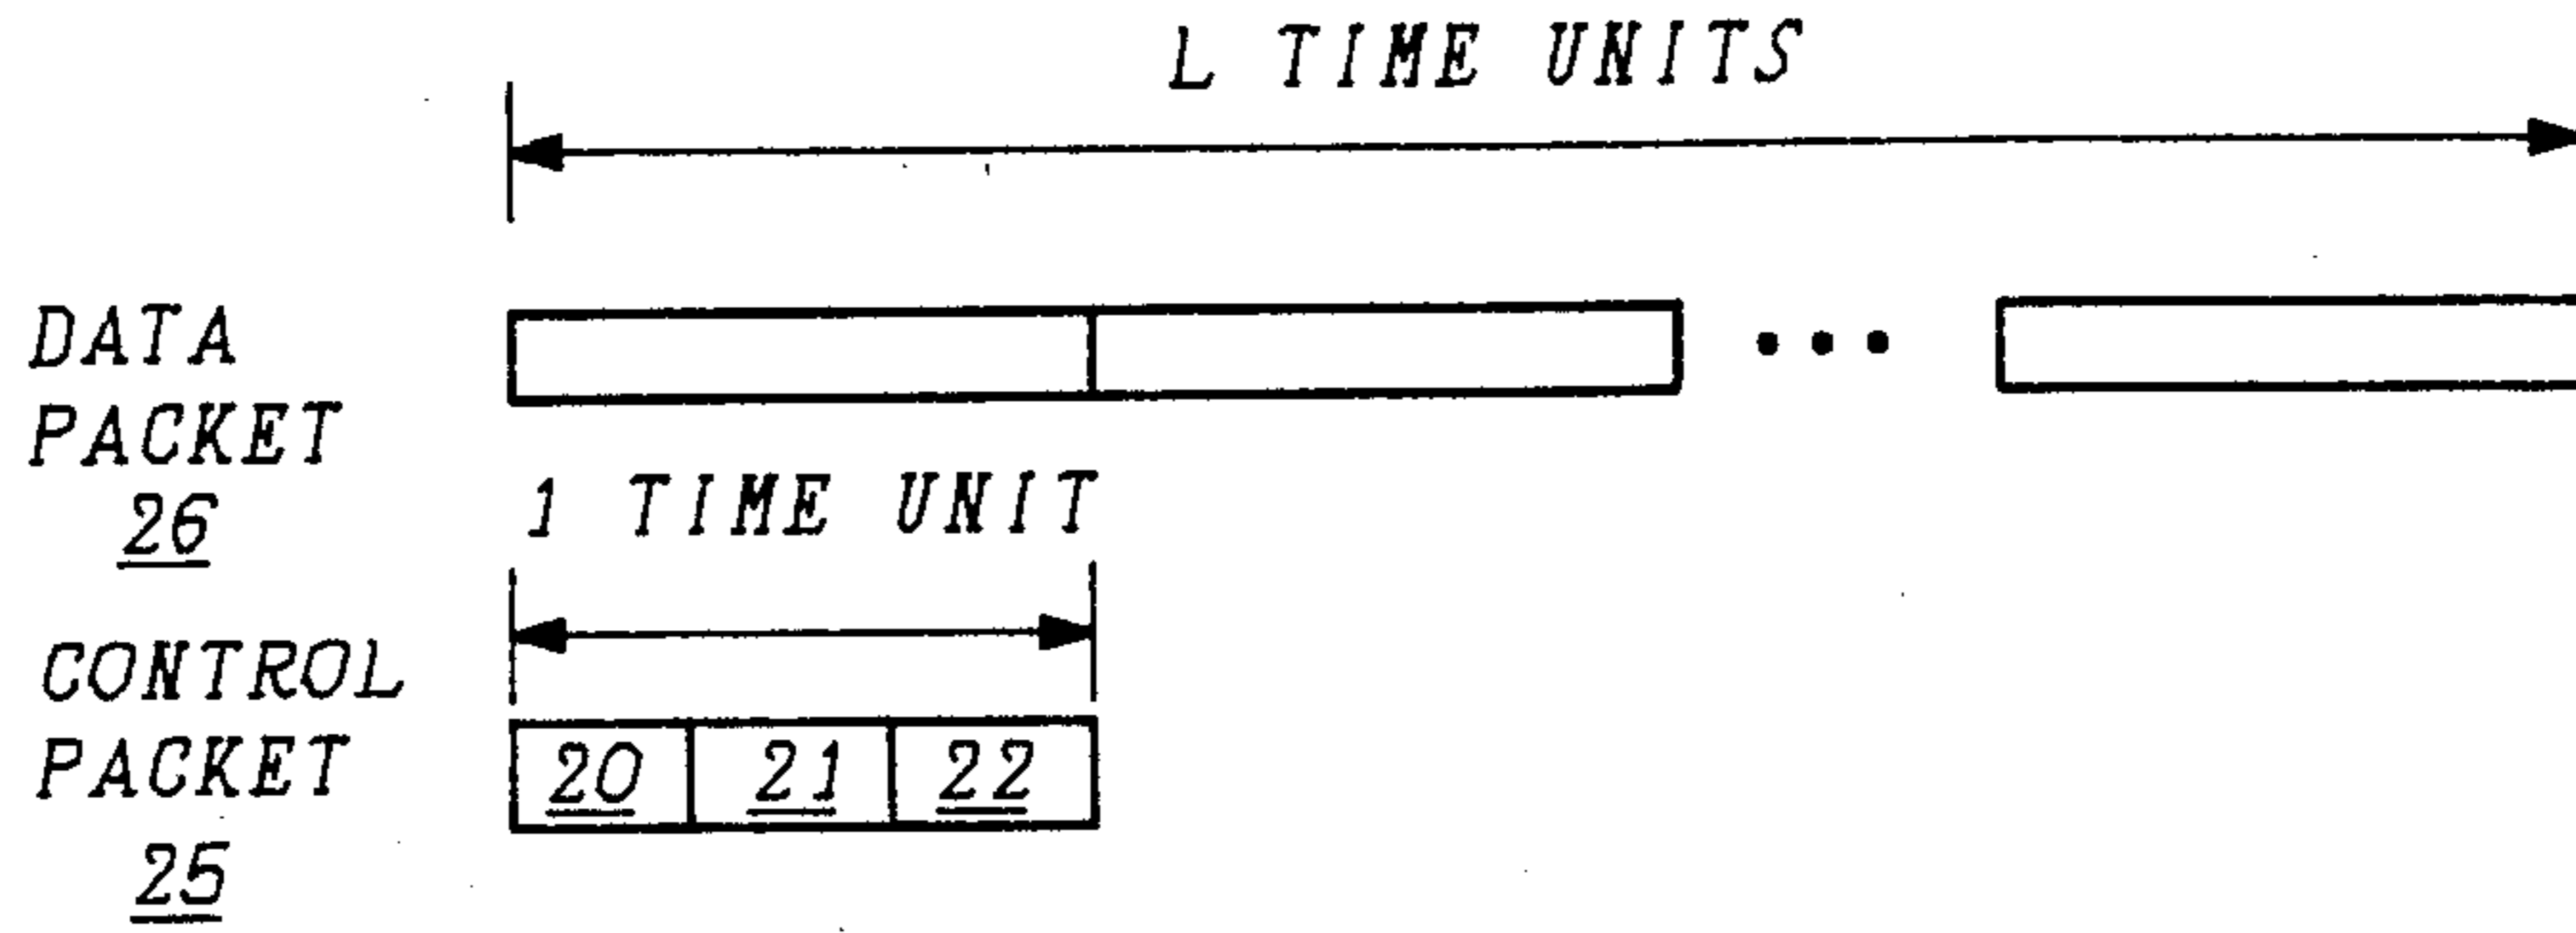 L TIME UNITS
DATA
PACKET
26
1 TIME UNIT
CONTROL
PACKET
25
20 21 22